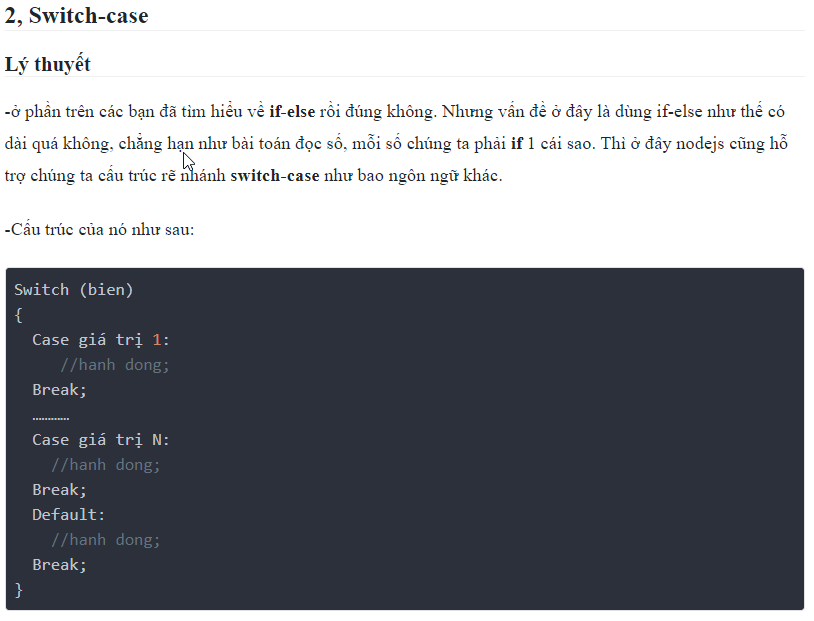 2, Switch-case
Lý thuyết
-ở phần trên các bạn đã tìm hiểu về if-else rồi đúng không. Nhưng vấn đề ở đây là dùng if-else như thế có
dài quá không, chẳng hạn như bài toán đọc số, mỗi số chúng ta phải if 1 cái sao. Thì ở đây nodejs cũng hỗ
trợ chúng ta cấu trúc rẽ nhánh switch-case như bao ngôn ngữ khác.
-Cấu trúc của nó như sau:
Switch (bien)
{
Case giá trị 1:
//hanh dong;
Break;
…………
Case giá trị N:
//hanh dong;
Break;
Default:
//hanh dong;
Break;
}